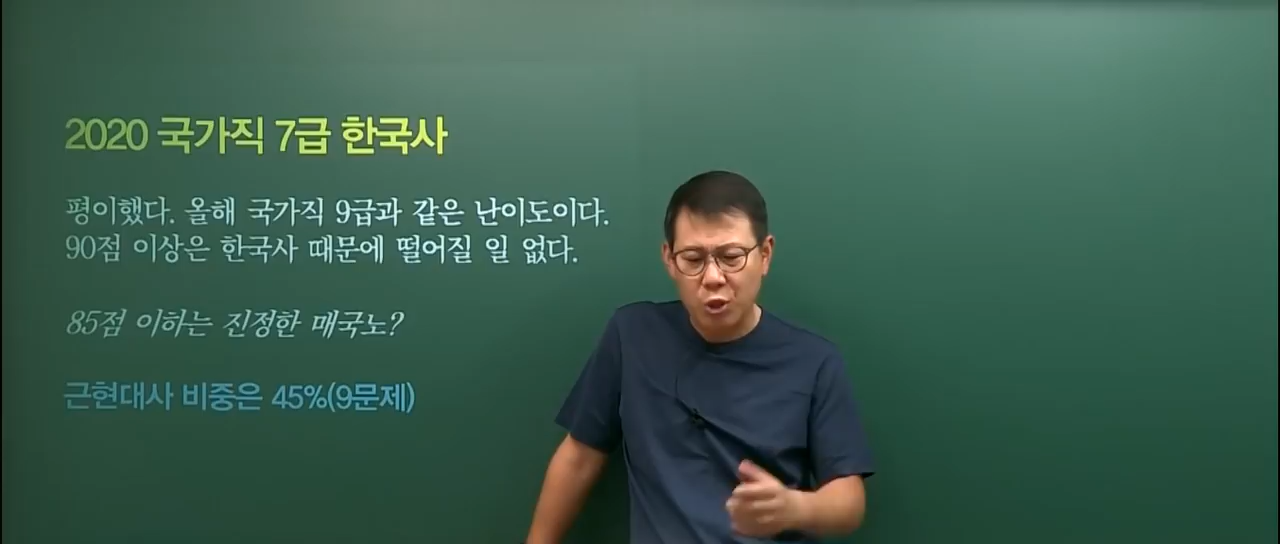 2020 국가직 7급 한국사
평이했다. 올해 국가직 9급과 같은 난이도이다.
90점 이상은 한국사 때문에 떨어질 일 없다.
85점 이하는 진정한 매국노?
근현대사 비중은 45%(9문제)